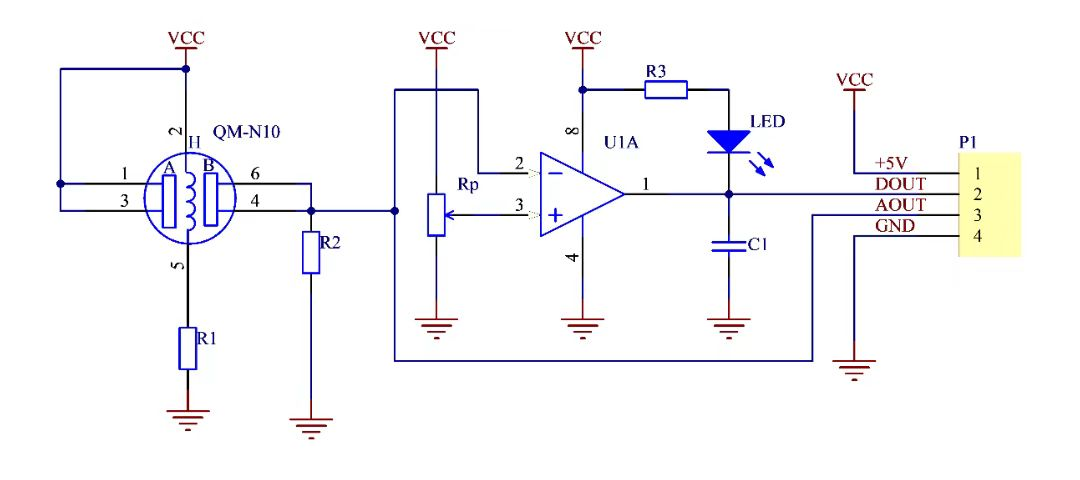 VCC
VCC
VCC
R3
VCC
LED
2
H
QM-N10
8
U1A
P1
1
A
B
6
2
+5V
1
3
4
Rp
3
1
DOUT
2
AOUT
3
GND
4
R2
C1
5
4
R1